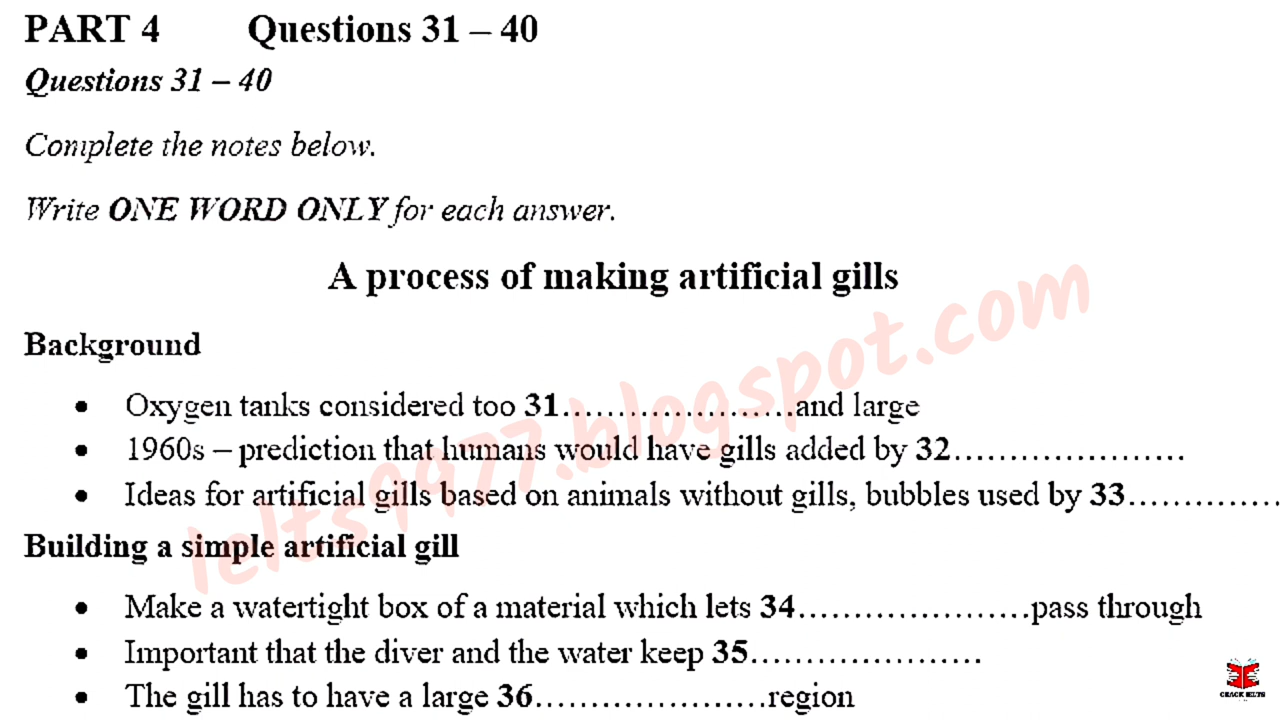 PART 4 Questions 31 – 40
Questions 31 – 40
Complete the notes below.
Write ONE WORD ONLY for each answer.
A process of making artificial gills
Background
• Oxygen tanks considered too 31…………………and large
• 1960s – prediction that humans would have gills added by 32…………………
• Ideas for artificial gills based on animals without gills, bubbles used by 33……………
Building a simple artificial gill
• Make a watertight box of a material which lets 34…………………pass through
• Important that the diver and the water keep 35…………………
• The gill has to have a large 36…………………region
Ielts9977.blogspot.com
CRACK IELTS